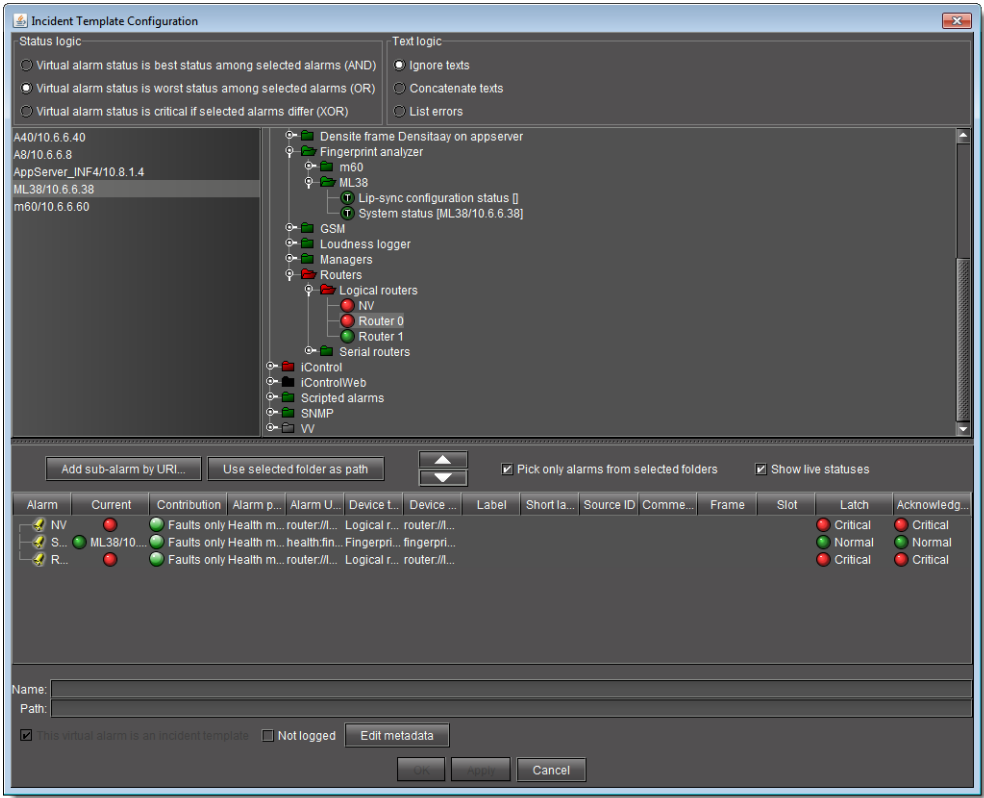 Incident Template Configuration
Status logic
Text logic
Virtual alarm status is best status among selected alarms (AND)
Ignore texts
Virtual alarm status is worst status among selected alarms (OR)
Concatenate texts
Virtual alarm status is critical if selected alarms differ (XOR)
List errors
A40/10.6.6.40
A8/10.6.6.8
AppServer_INF4/10.8.1.4
ML38/10.6.6.38
m60/10.6.6.60
Densite frame Densitaay on appserver
Fingerprint analyzer
m60
ML38
Lip-sync configuration status []
System status [ML38/10.6.6.38]
GSM
Loudness logger
Managers
Routers
Logical routers
NV
Router 0
Router 1
Serial routers
iControl
iControlWeb
Scripted alarms
SNMP
VV
Add sub-alarm by URI...
Use selected folder as path
Pick only alarms from selected folders
Show live statuses
Alarm Current Contribution Alarm p... Alarm U... Device t... Device ... Label Short la... Source ID Comme... Frame Slot Latch Acknowledg...
NV Faults only Health m... router://l... Logical r... router://l... Critical Critical
S... ML38/10.... Faults only Health m... health:fin... Fingerpri... fingerpri... Normal Normal
R... Faults only Health m... router://l... Logical r... router://l... Critical Critical
Name:
Path:
This virtual alarm is an incident template
Not logged
Edit metadata
OK
Apply
Cancel